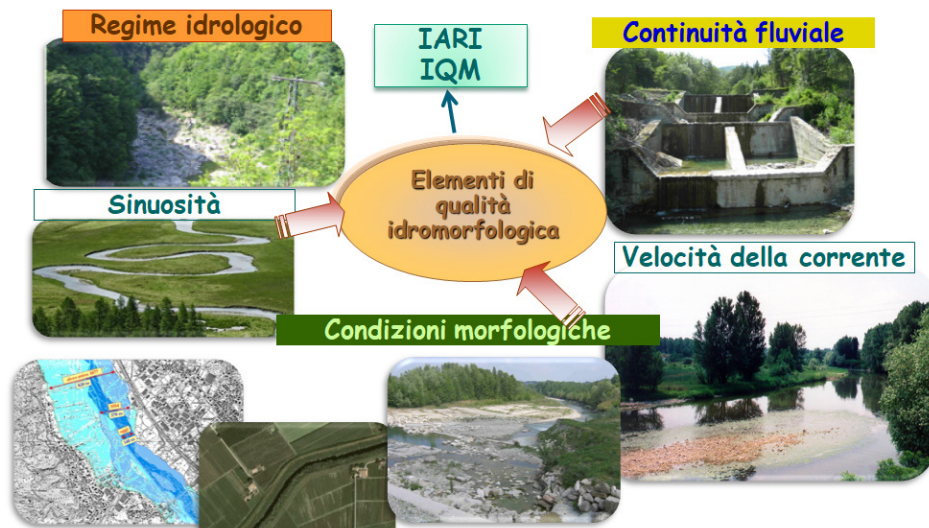 Regime idrologico
IARI
IQM
Continuità fluviale
Elementi di
qualità
idromorfologica
Sinuosità
Velocità della corrente
Condizioni morfologiche